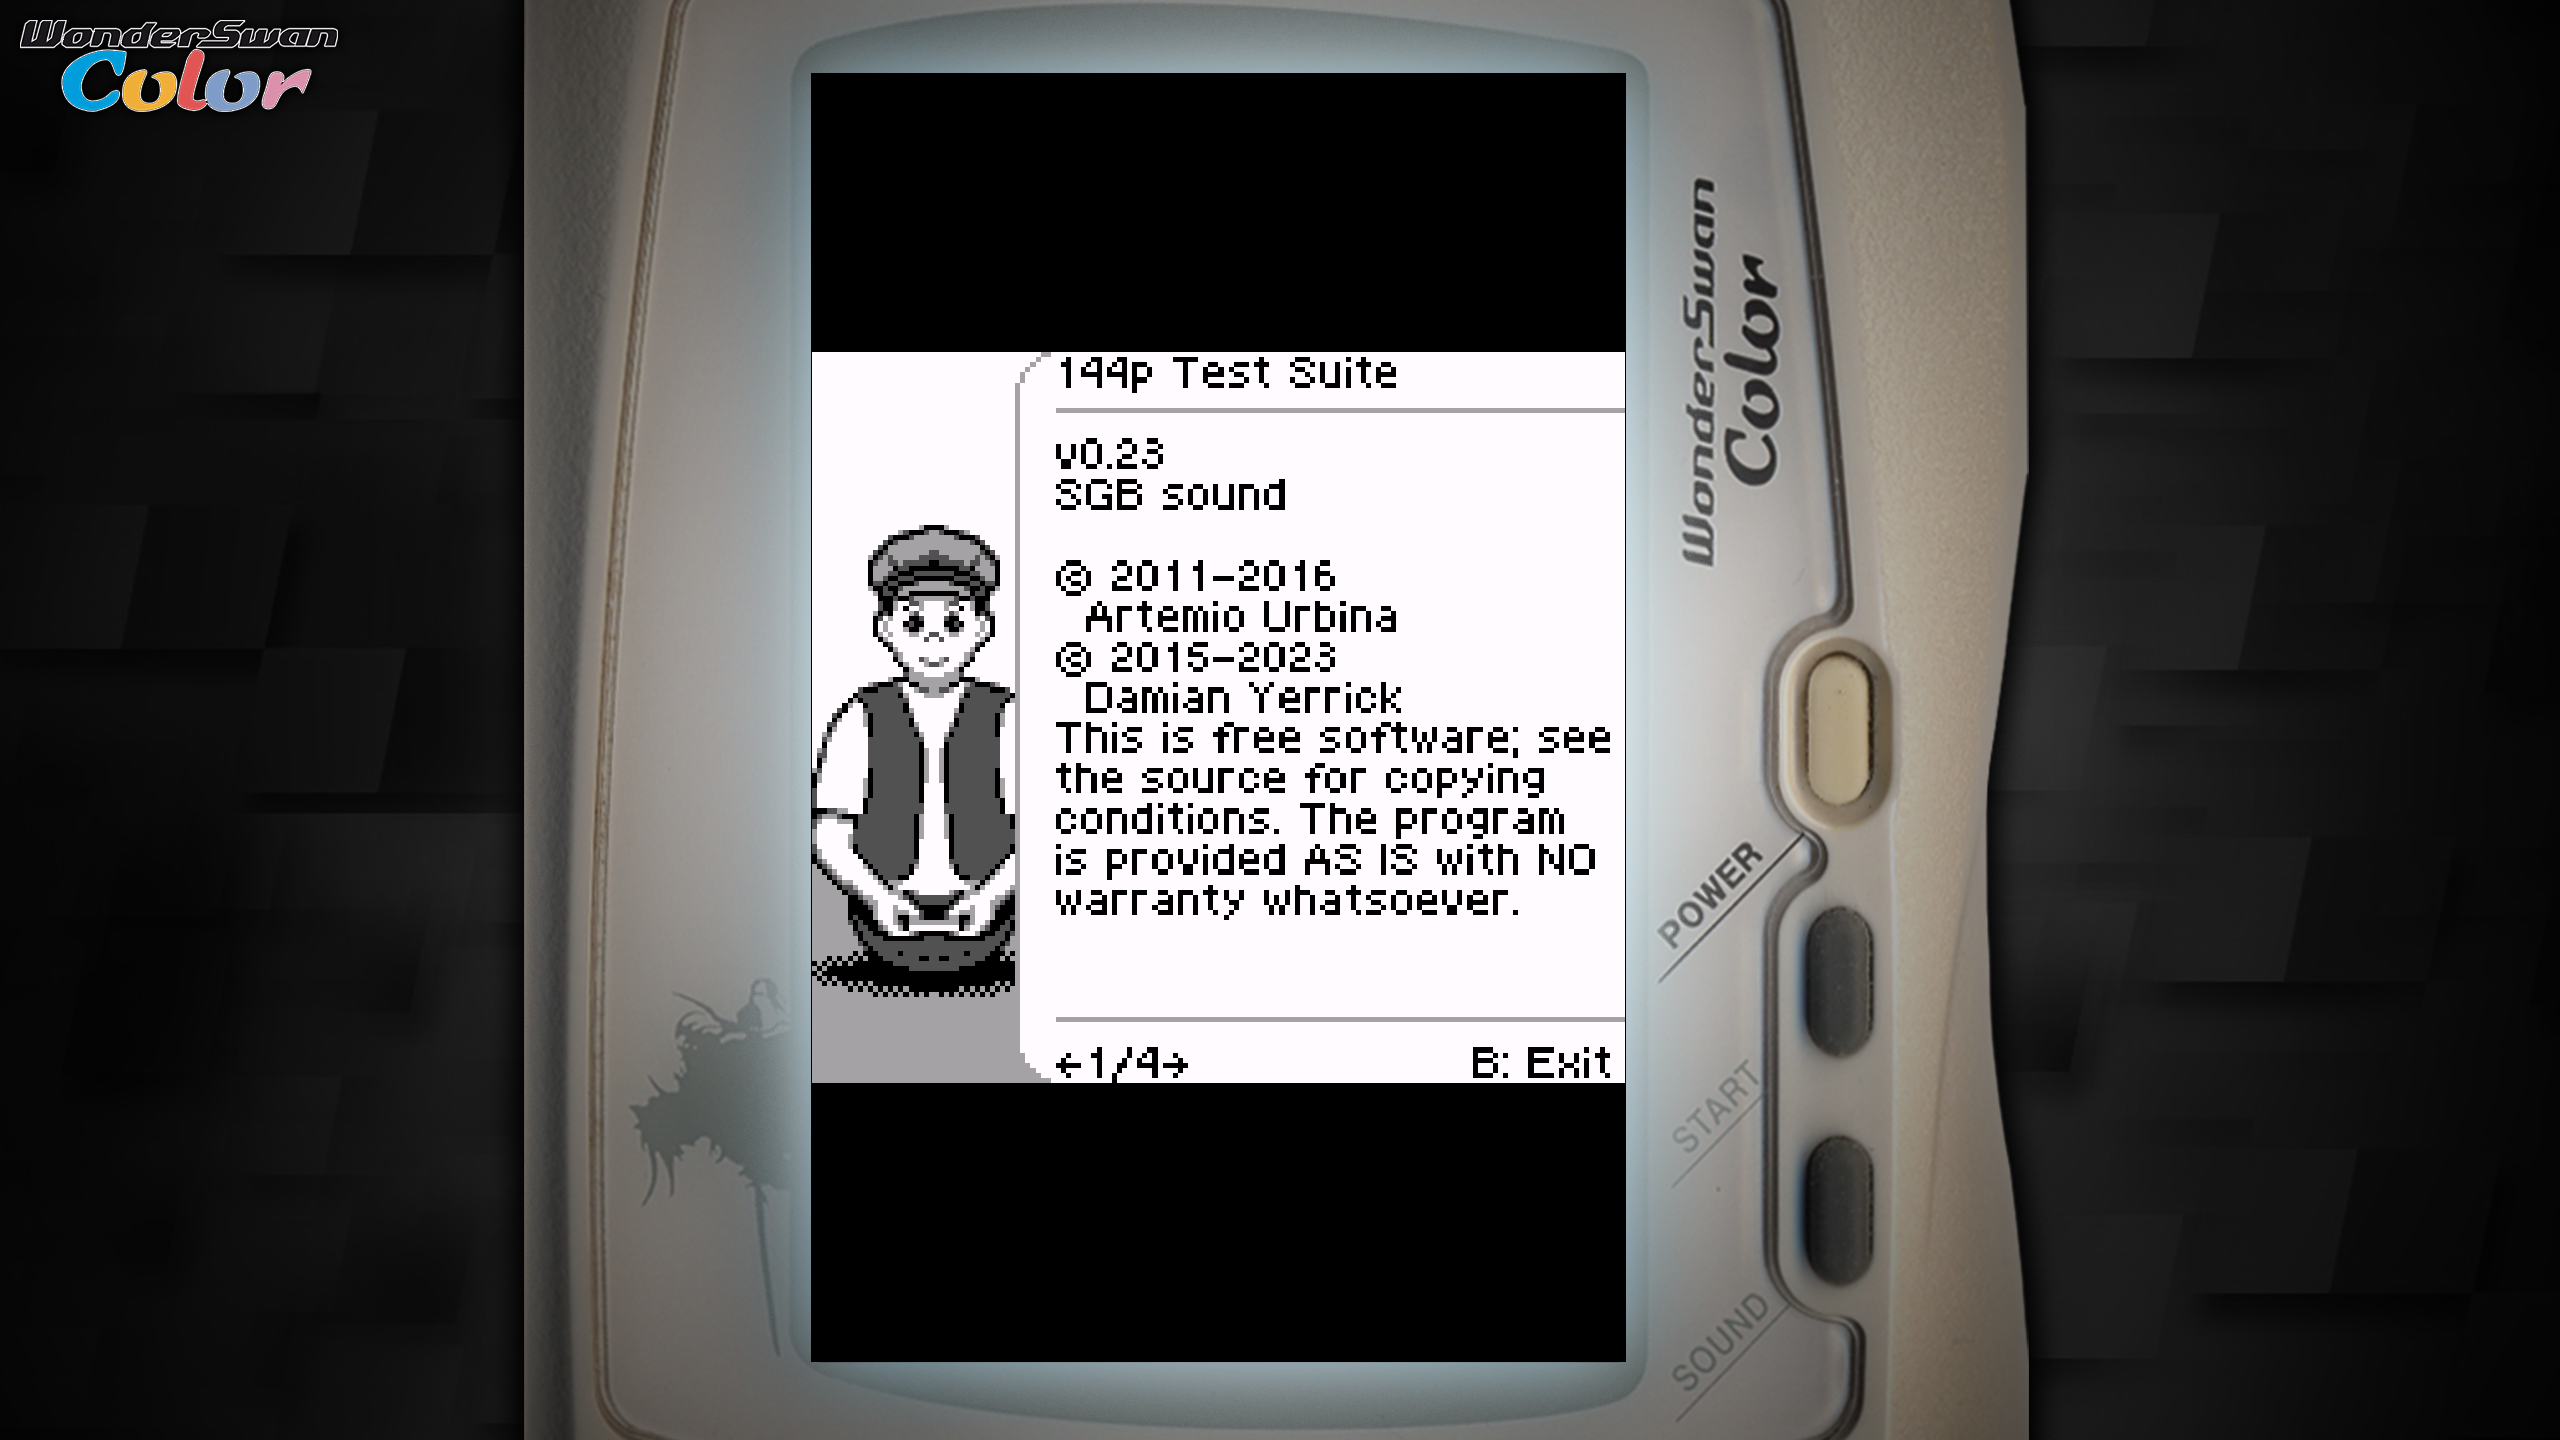 WonderSwan
Color
144p Test Suite
v0.23
SGB sound
© 2011-2016
Artemio Urbina
© 2015-2023
Damian Yerrick
This is free software; see
the source for copying
conditions. The program
is provided AS IS with NO
warranty whatsoever.
←1/4→
B: Exit
WonderSwan
Color
POWER
START
SOUND